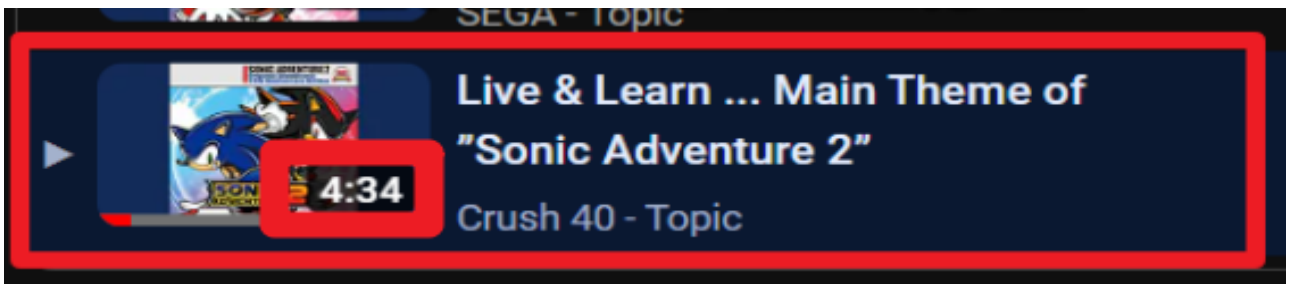 SEGA - Topic
Live & Learn ... Main Theme of
”Sonic Adventure 2”
4:34
Crush 40 - Topic